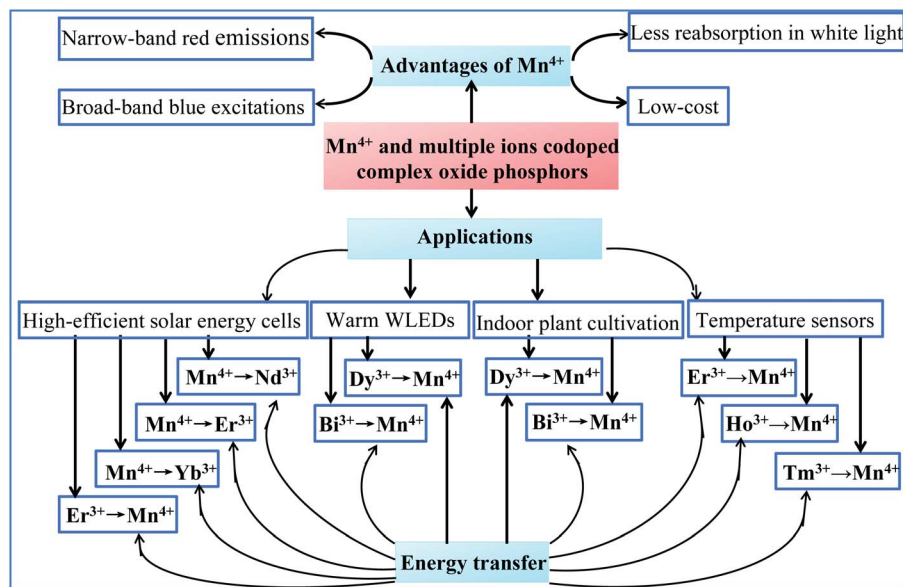 Narrow-band red emissions
Less reabsorption in white light
Advantages of Mn⁴⁺
Broad-band blue excitations
Low-cost
Mn⁴⁺ and multiple ions codoped
complex oxide phosphors
Applications
High-efficient solar energy cells
Warm WLEDs
Indoor plant cultivation
Temperature sensors
Mn⁴⁺→Nd³⁺
Dy³⁺→Mn⁴⁺
Dy³⁺→Mn⁴⁺
Er³⁺→Mn⁴⁺
Mn⁴⁺→Er³⁺
Bi³⁺→Mn⁴⁺
Bi³⁺→Mn⁴⁺
Ho³⁺→Mn⁴⁺
Mn⁴⁺→Yb³⁺
Tm³⁺→Mn⁴⁺
Er³⁺→Mn⁴⁺
Energy transfer